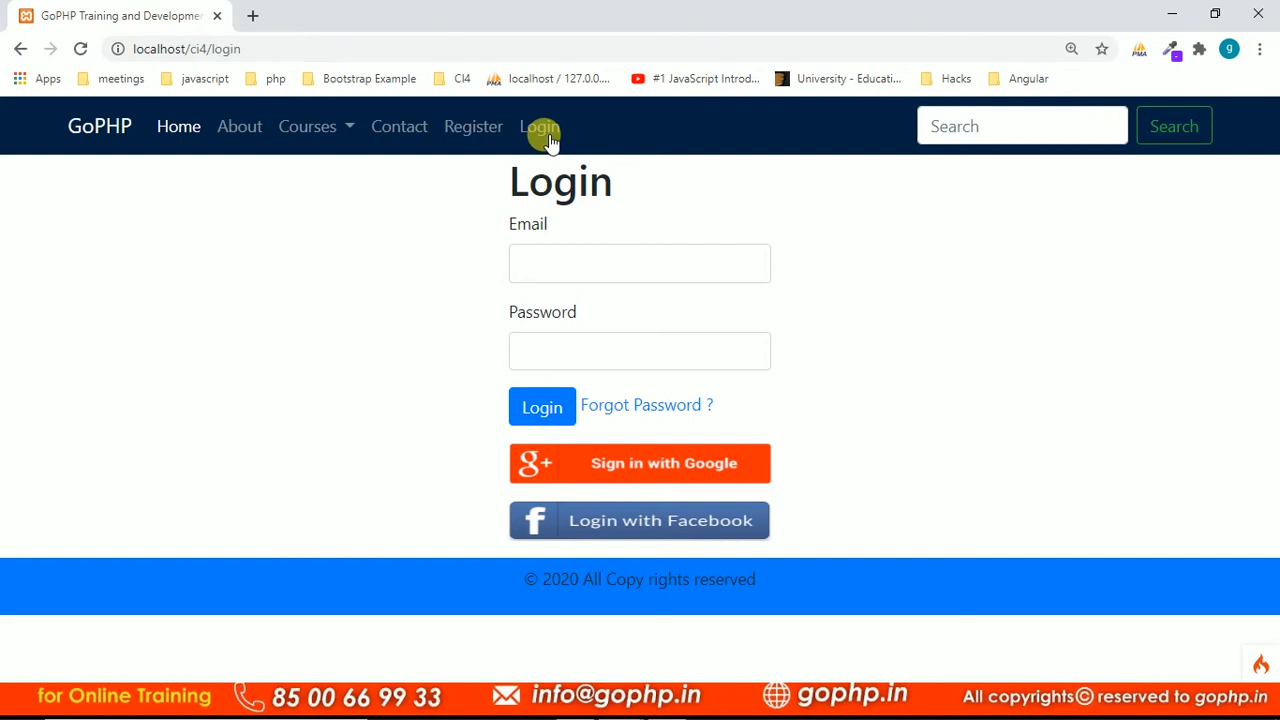 GoPHP Training and Developmer
localhost/ci4/login
g
Apps meetings javascript php Bootstrap Example CI4 localhost / 127.0.0.... #1 JavaScript Introd... University - Educati... Hacks Angular
GoPHP Home About Courses Contact Register Login Search Search
Login
Email
Password
Login Forgot Password ?
g+ Sign in with Google
f Login with Facebook
© 2020 All Copy rights reserved
for Online Training 85 00 66 99 33 info@gophp.in gophp.in All copyrights© reserved to gophp.in